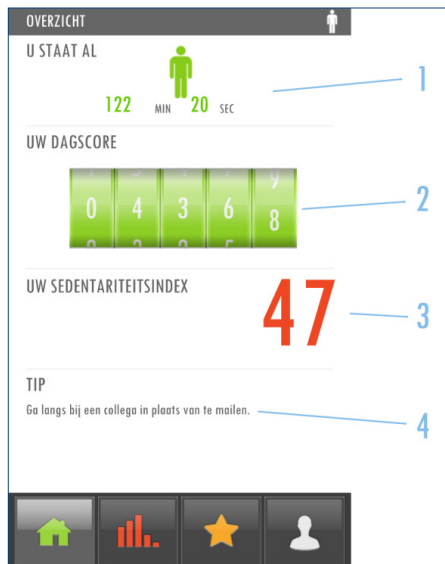 OVERZICHT
U STAAT AL
122 MIN 20 SEC
1
UW DAGSCORE
0 4 3 6 8
2
UW SEDENTARITEITSINDEX
47
3
TIP
Ga langs bij een collega in plaats van te mailen.
4